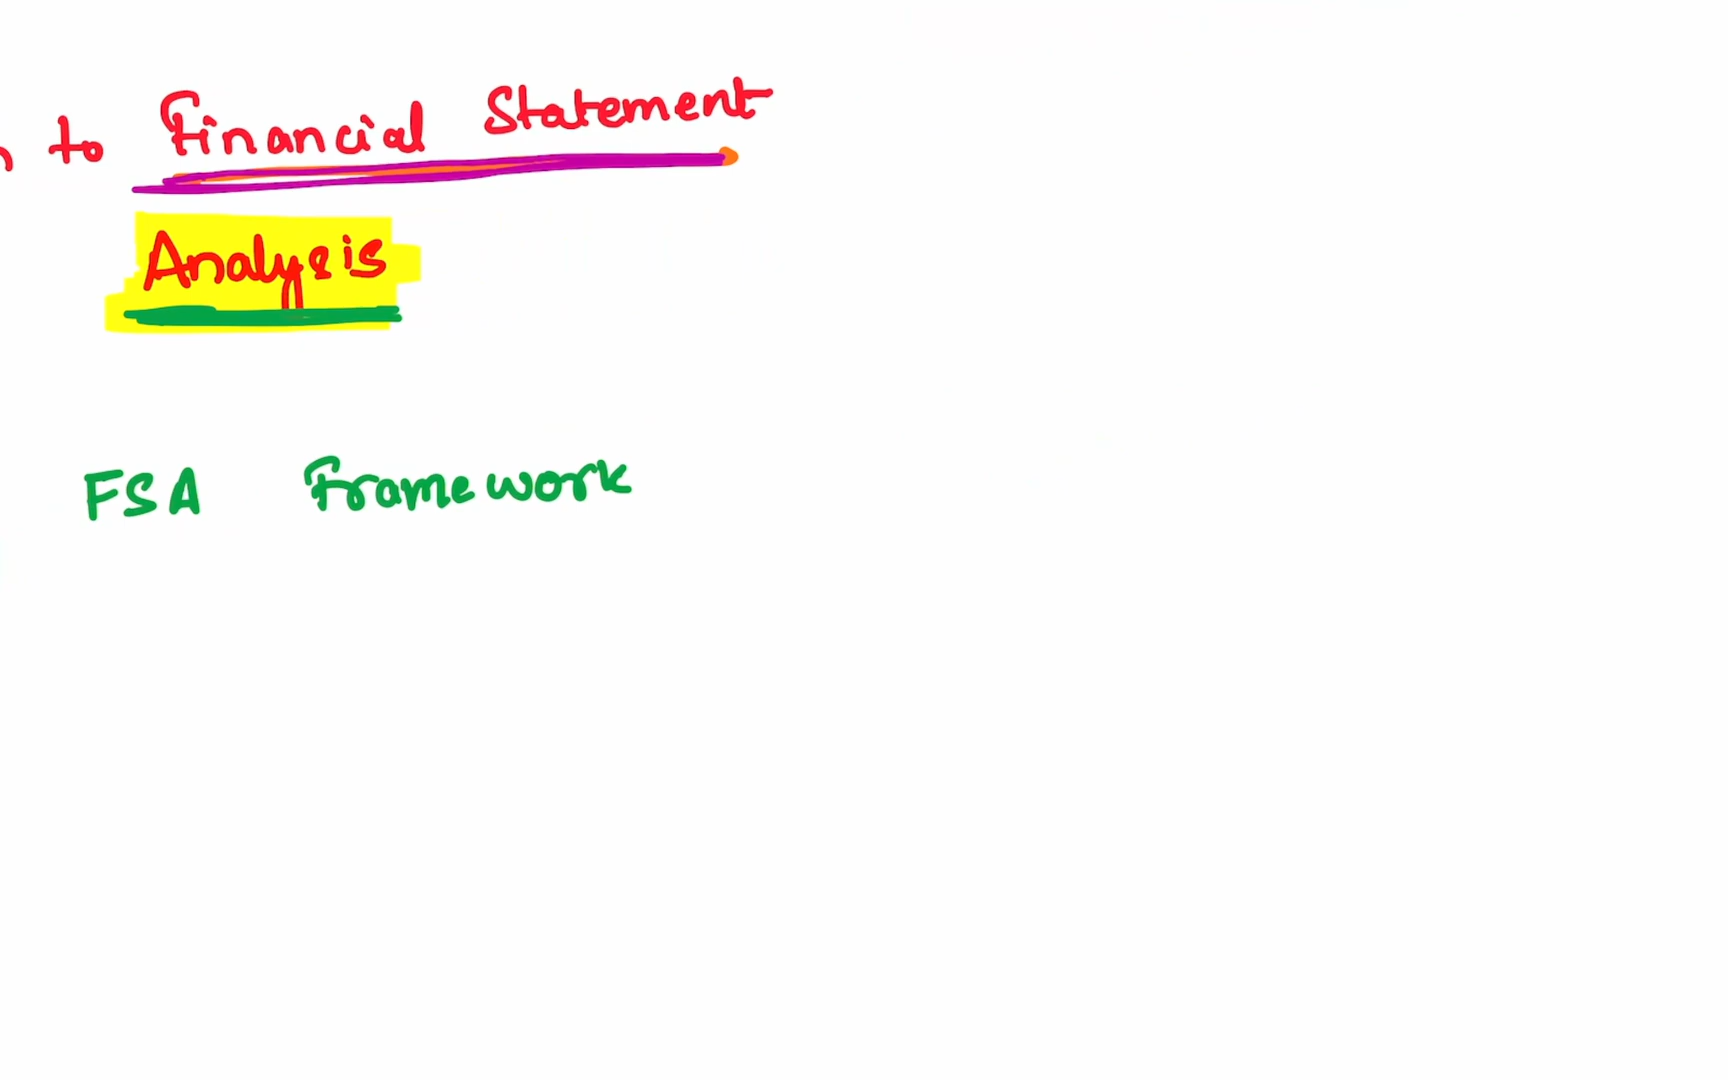 to Financial Statement
Analysis
FSA Framework